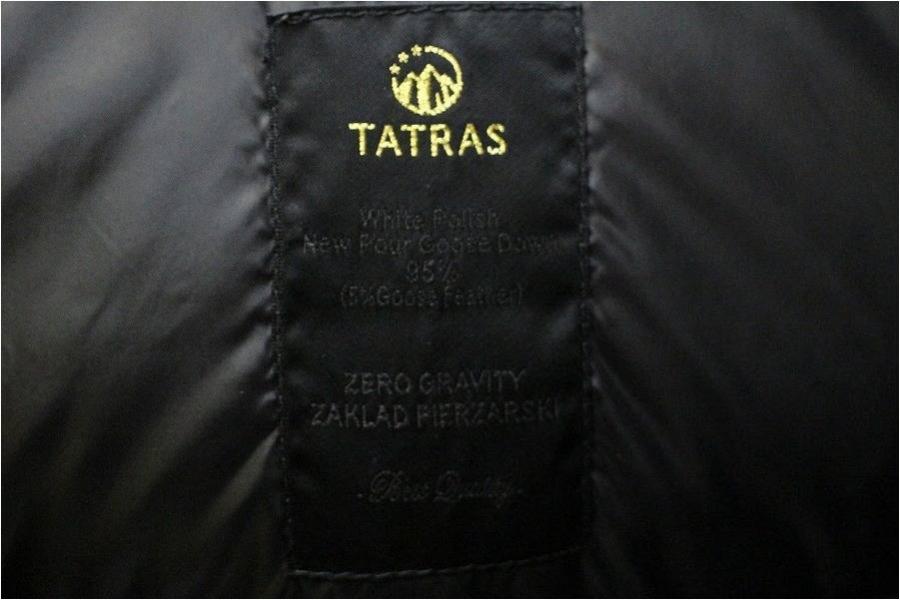 TATRAS
White Polish
New Pour Goose Down
95%
(5%Goose Feather)
ZERO GRAVITY
ZAKLAD PIERZARSKI
-Best Quality-